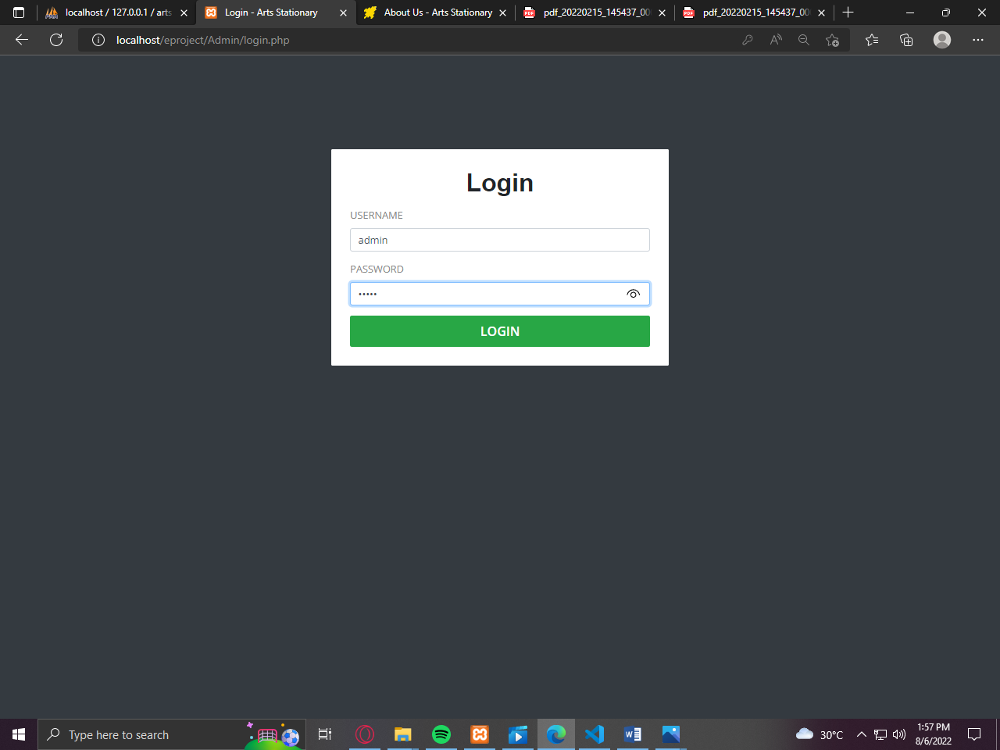 localhost / 127.0.0.1 / arts
Login - Arts Stationary
About Us - Arts Stationary
pdf_20220215_145437_00
pdf_20220215_145437_00
localhost/eproject/Admin/login.php
Login
USERNAME
admin
PASSWORD
LOGIN
Type here to search
30°C
1:57 PM
8/6/2022